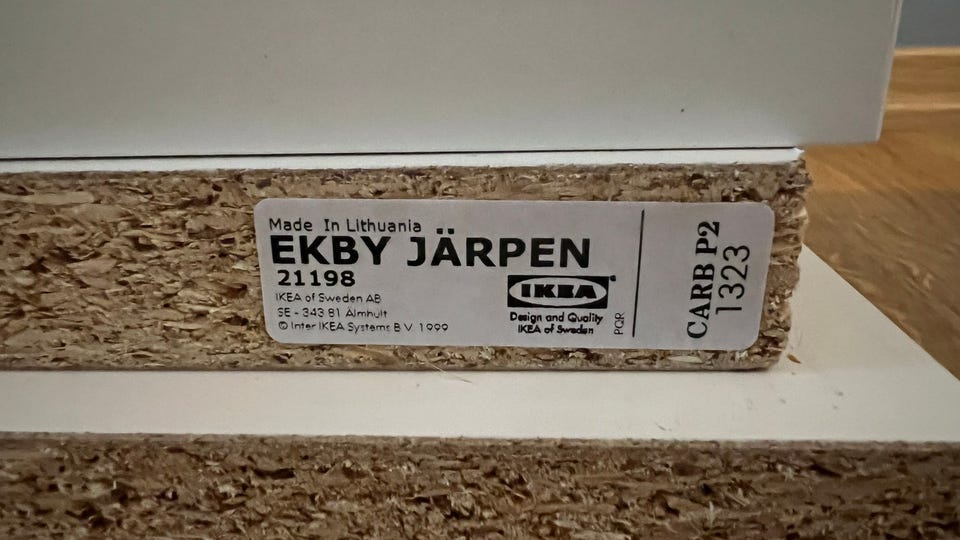 Made In Lithuania
EKBY JÄRPEN
21198
IKEA of Sweden AB
SE - 343 81 Älmhult
© Inter IKEA Systems B.V. 1999
IKEA
Design and Quality
IKEA of Sweden
PQR
CARB P2
1323